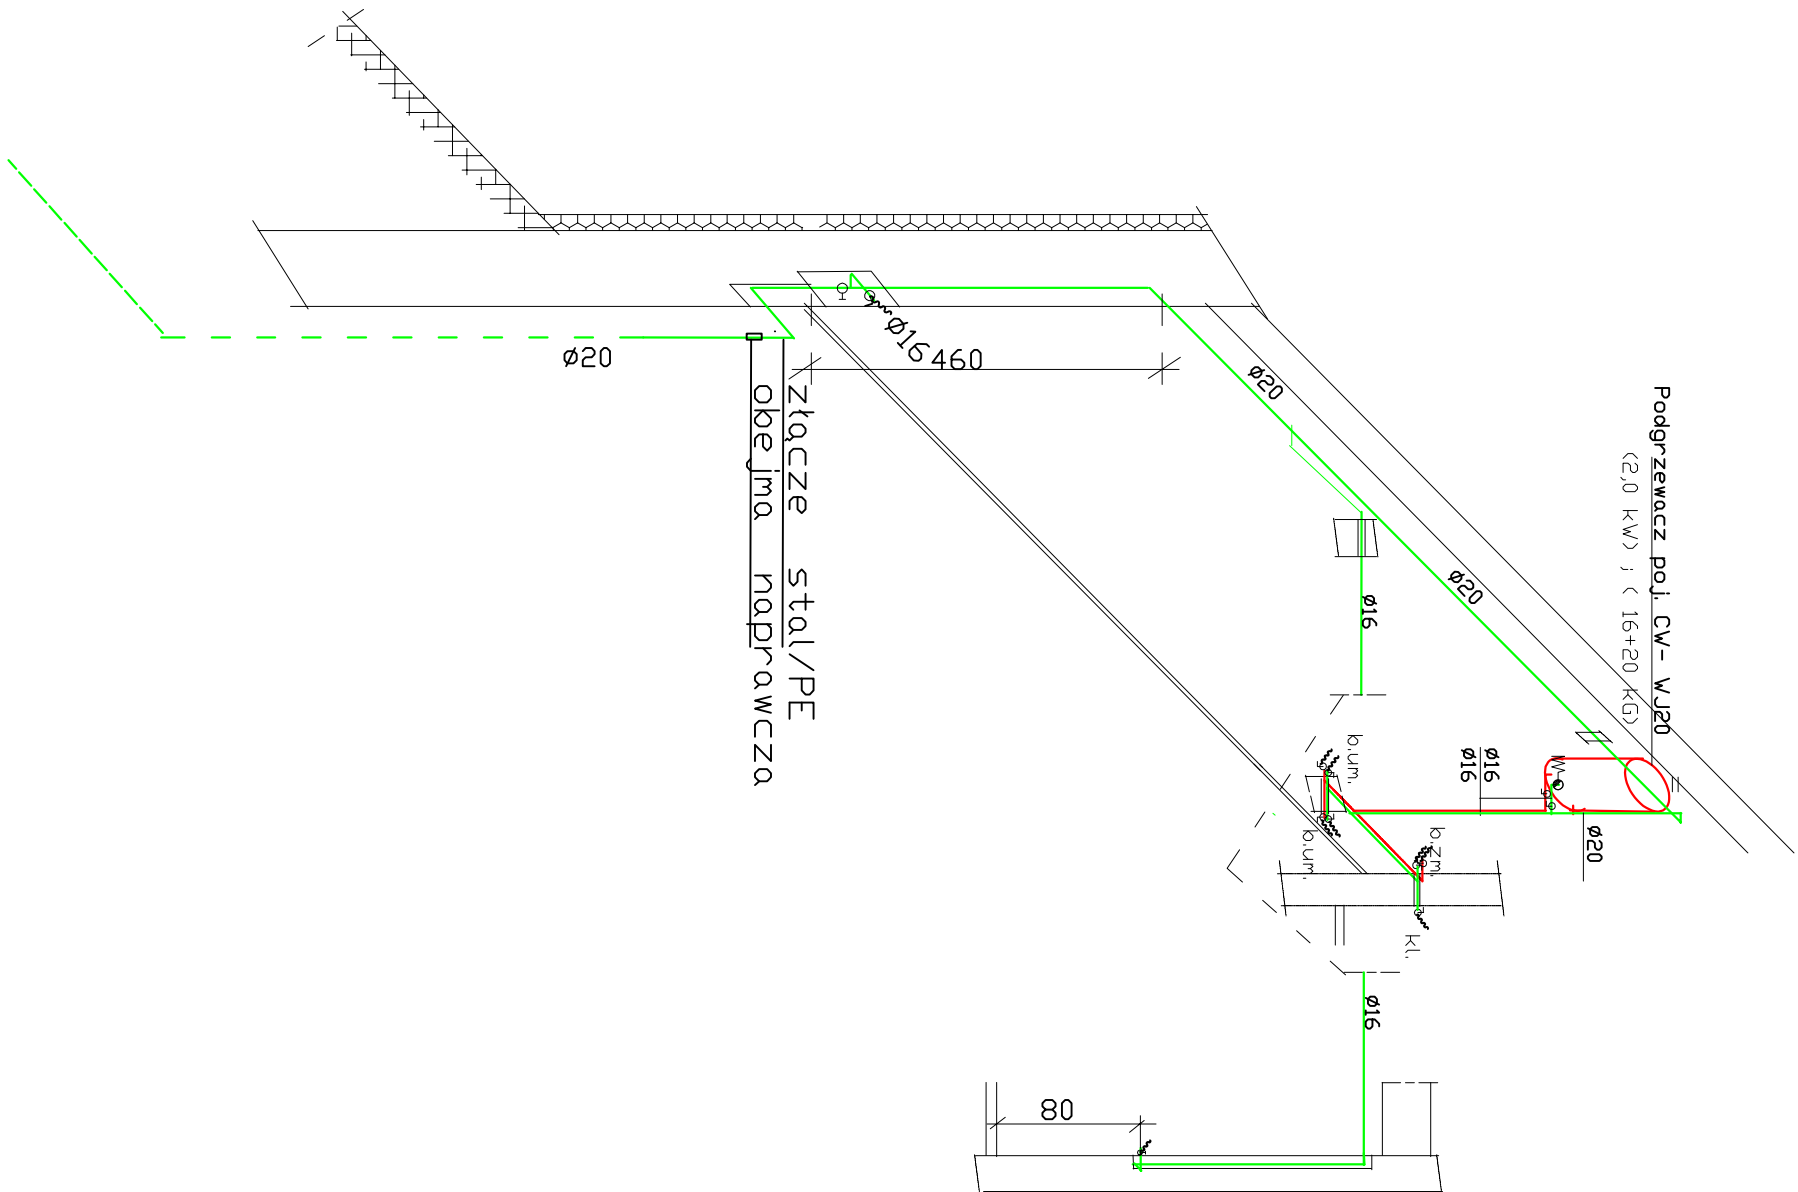 Ø20
Ø16
460
Ø20
złącze stal/PE
obejma naprawcza
Podgrzewacz poj. CW- WJ20
(2,0 kW) ; ( 16+20 kG)
Ø20
Ø16
b.um.
Ø16
Ø16
b.um.
b.zm.
Ø20
kl.
Ø16
80